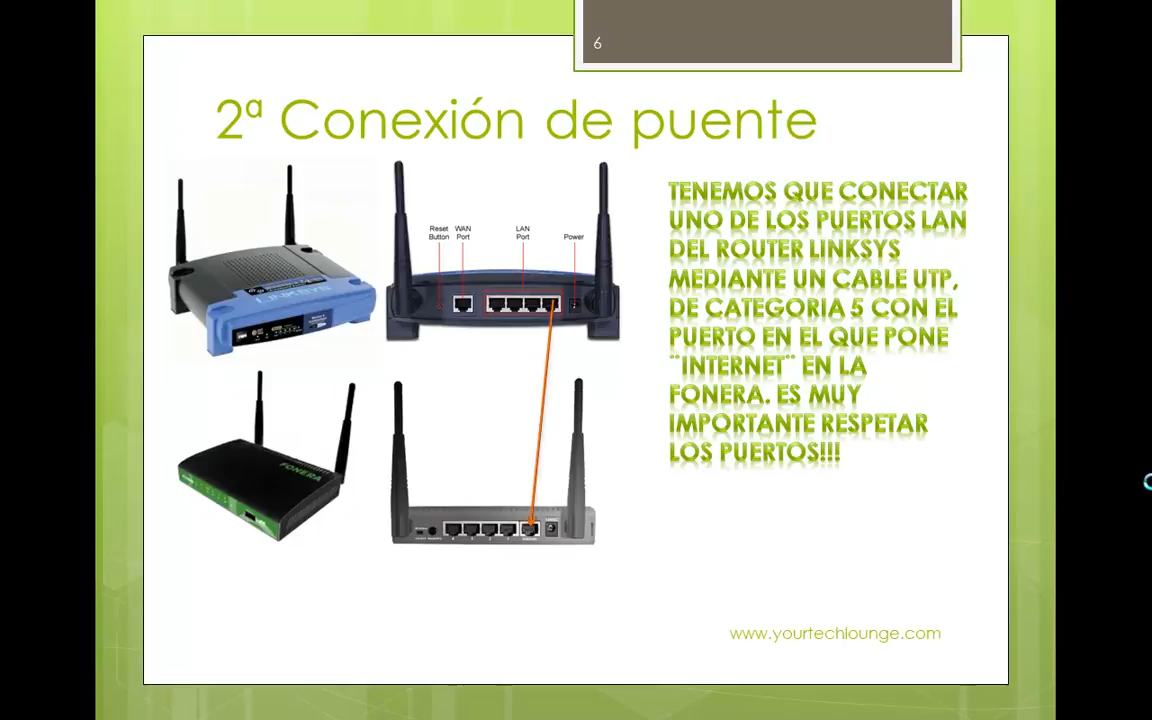 6
2ª Conexión de puente
TENEMOS QUE CONECTAR
UNO DE LOS PUERTOS LAN
DEL ROUTER LINKSYS
MEDIANTE UN CABLE UTP,
DE CATEGORIA 5 CON EL
PUERTO EN EL QUE PONE
¨INTERNET¨ EN LA
FONERA. ES MUY
IMPORTANTE RESPETAR
LOS PUERTOS!!!
Reset
Button
WAN
Port
LAN
Port
Power
LINKSYS
FONERA
www.yourtechlounge.com